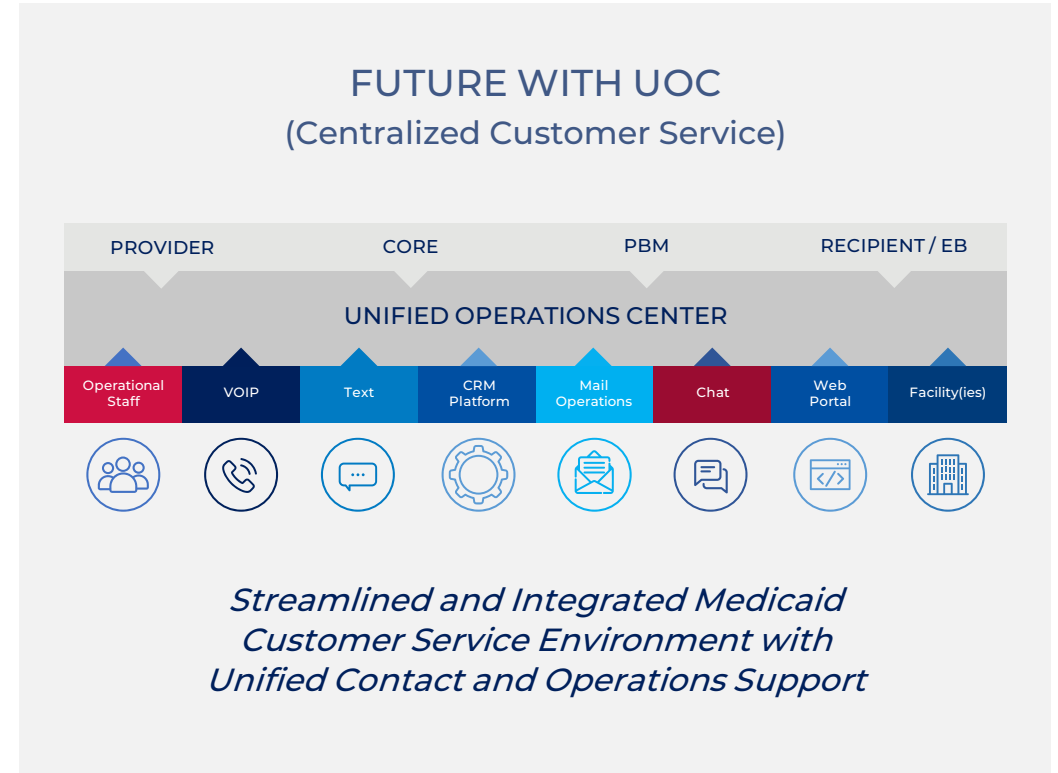 FUTURE WITH UOC
(Centralized Customer Service)
PROVIDER
CORE
PBM
RECIPIENT / EB
UNIFIED OPERATIONS CENTER
Operational
Staff
VOIP
Text
CRM
Platform
Mail
Operations
Chat
Web
Portal
Facility(ies)
Streamlined and Integrated Medicaid
Customer Service Environment with
Unified Contact and Operations Support